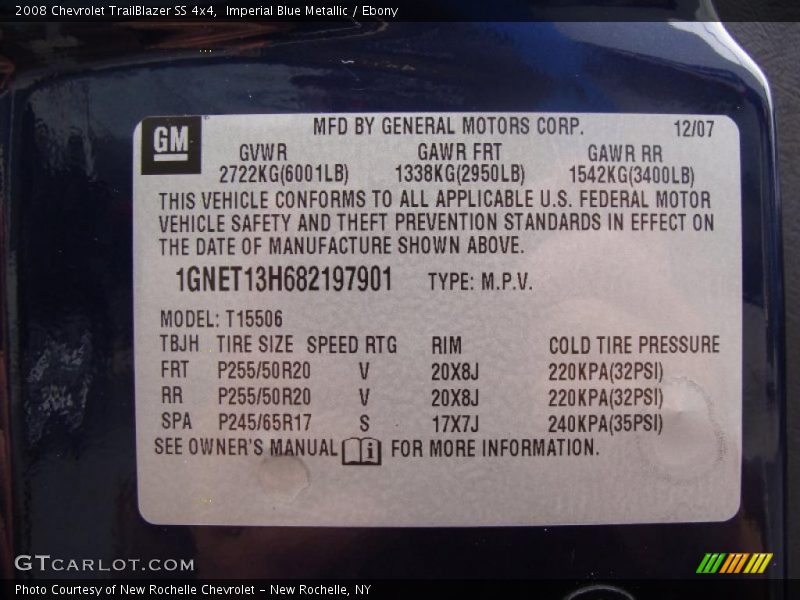 2008 Chevrolet TrailBlazer SS 4x4,  Imperial Blue Metallic / Ebony
GM
MFD BY GENERAL MOTORS CORP. 12/07
GVWR GAWR FRT GAWR RR
2722KG(6001LB) 1338KG(2950LB) 1542KG(3400LB)
THIS VEHICLE CONFORMS TO ALL APPLICABLE U.S. FEDERAL MOTOR
VEHICLE SAFETY AND THEFT PREVENTION STANDARDS IN EFFECT ON
THE DATE OF MANUFACTURE SHOWN ABOVE.
1GNET13H682197901 TYPE: M.P.V.
MODEL: T15506
TBJH TIRE SIZE SPEED RTG RIM COLD TIRE PRESSURE
FRT P255/50R20 V 20X8J 220KPA(32PSI)
RR P255/50R20 V 20X8J 220KPA(32PSI)
SPA P245/65R17 S 17X7J 240KPA(35PSI)
SEE OWNER'S MANUAL i FOR MORE INFORMATION.
GTCARLOT.COM
Photo Courtesy of New Rochelle Chevrolet – New Rochelle, NY